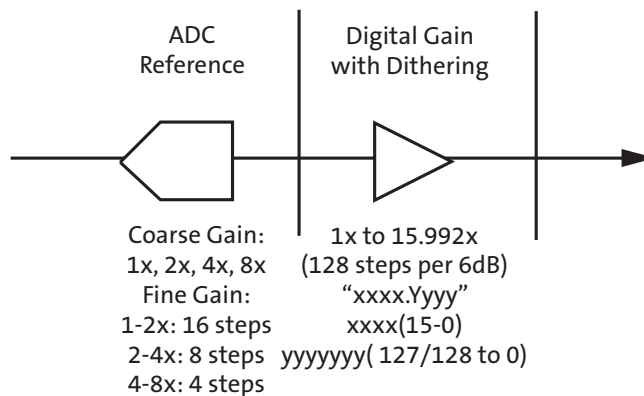 ADC
Reference
Digital Gain
with Dithering
Coarse Gain:
1x, 2x, 4x, 8x
Fine Gain:
1-2x: 16 steps
2-4x: 8 steps
4-8x: 4 steps
1x to 15.992x
(128 steps per 6dB)
“xxxx.Yyyy”
xxxx(15-0)
yyyyyyy( 127/128 to 0)